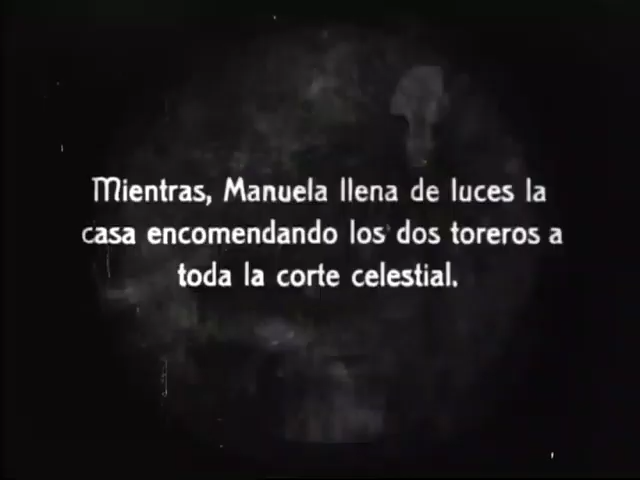 Mientras, Manuela llena de luces la
casa encomendando los dos toreros a
toda la corte celestial.